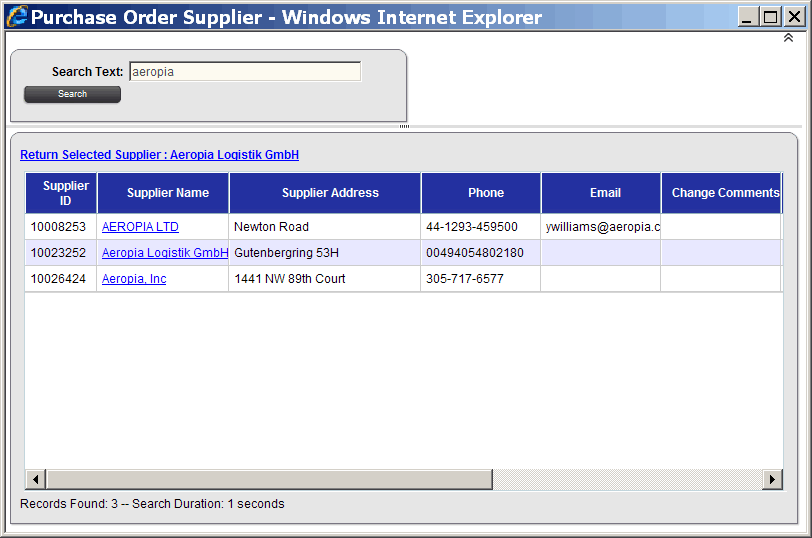 Purchase Order Supplier - Windows Internet Explorer
Search Text: aeropia
Search
Return Selected Supplier : Aeropia Logistik GmbH
Supplier ID Supplier Name Supplier Address Phone Email Change Comments
10008253 AEROPIA LTD Newton Road 44-1293-459500 ywilliams@aeropia.c
10023252 Aeropia Logistik GmbH Gutenbergring 53H 00494054802180
10026424 Aeropia, Inc 1441 NW 89th Court 305-717-6577
Records Found: 3 -- Search Duration: 1 seconds